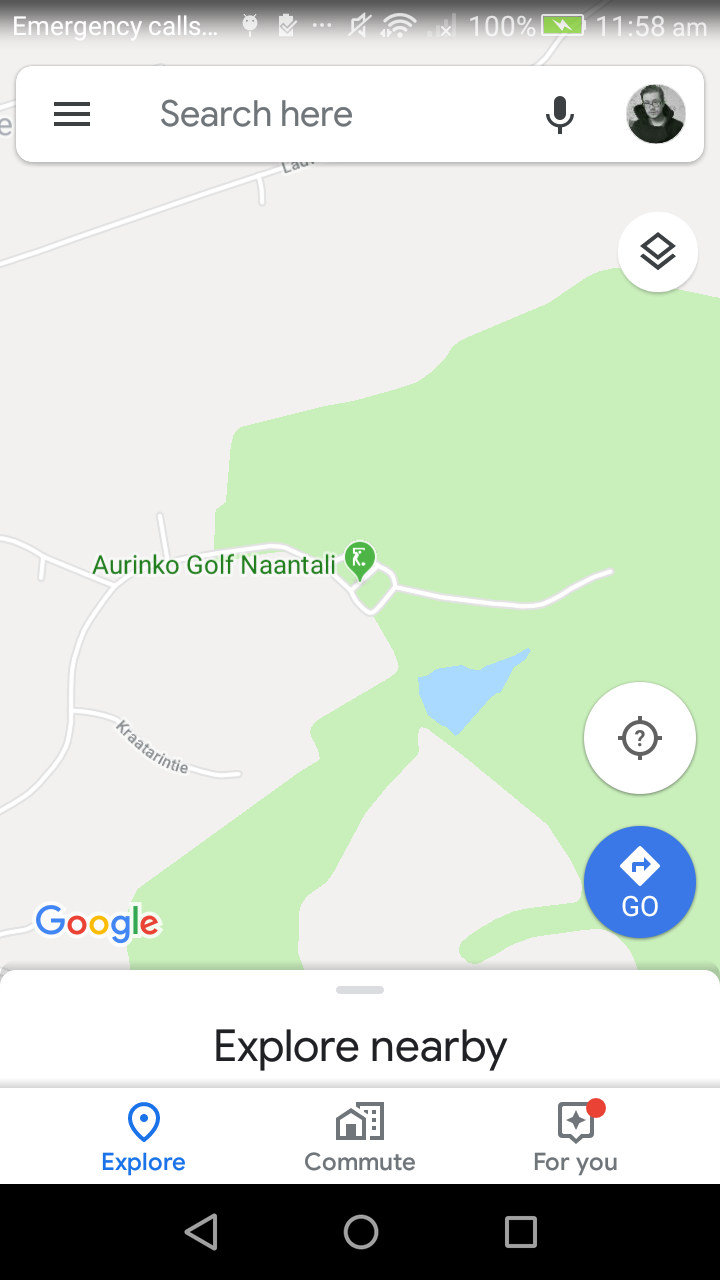 Emergency calls... 100% 11:58 am
Search here
Aurinko Golf Naantali
?
Kraatarintie
GO
Google
Explore nearby
Explore Commute For you